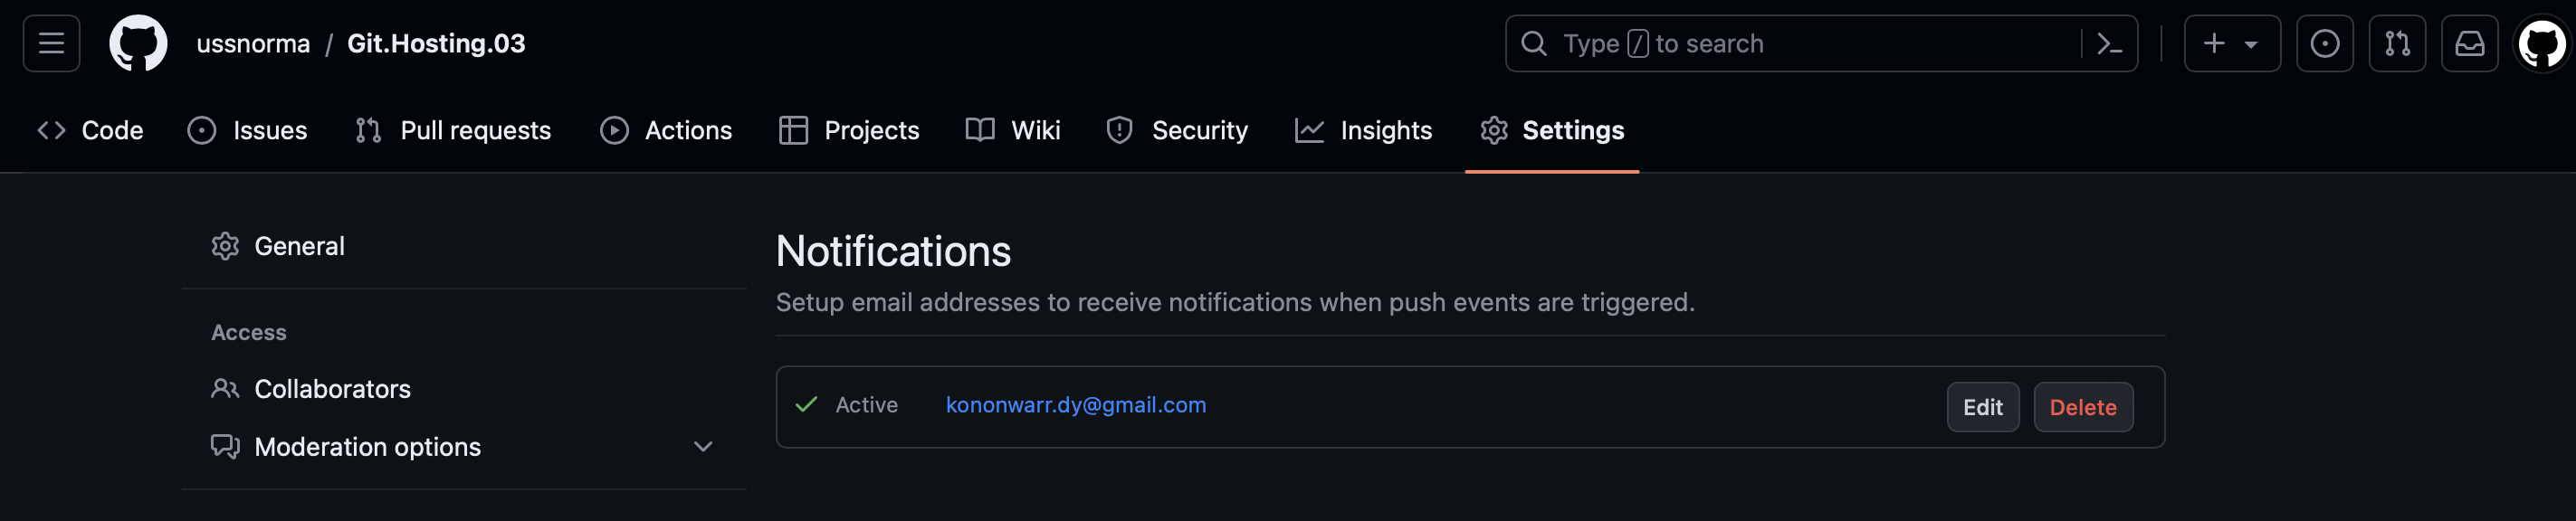 ussnorma / Git.Hosting.03
Type / to search
Code Issues Pull requests Actions Projects Wiki Security Insights Settings
General
Access
Collaborators
Moderation options
Notifications
Setup email addresses to receive notifications when push events are triggered.
Active kononwarr.dy@gmail.com Edit Delete